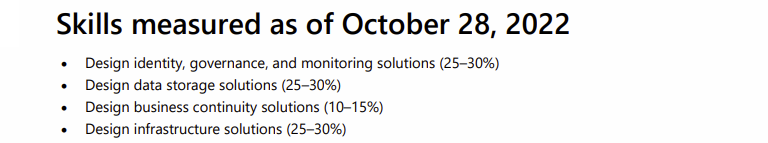 Skills measured as of October 28, 2022
• Design identity, governance, and monitoring solutions (25–30%)
• Design data storage solutions (25–30%)
• Design business continuity solutions (10–15%)
• Design infrastructure solutions (25–30%)